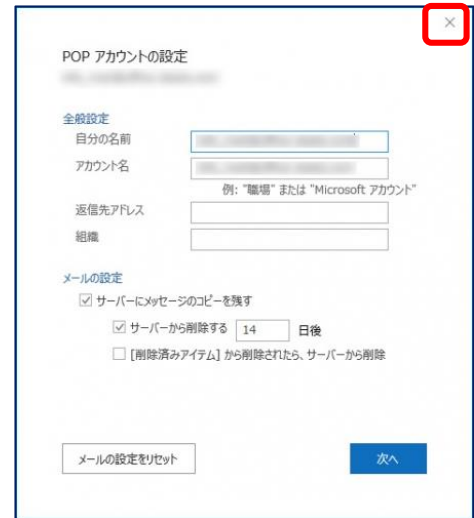 POP アカウントの設定
全般設定
自分の名前
アカウント名
例: "職場" または "Microsoft アカウント"
返信先アドレス
組織
メールの設定
サーバーにメッセージのコピーを残す
サーバーから削除する 14 日後
[削除済みアイテム] から削除されたら、サーバーから削除
メールの設定をリセット 次へ